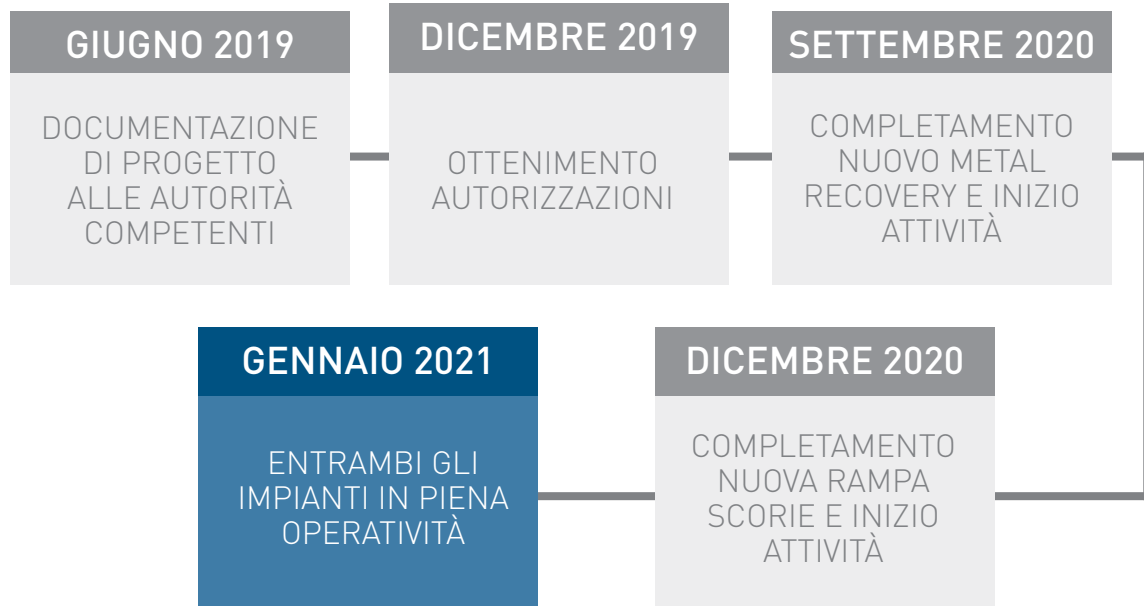 GIUGNO 2019
DOCUMENTAZIONE
DI PROGETTO
ALLE AUTORITÀ
COMPETENTI
DICEMBRE 2019
OTTENIMENTO
AUTORIZZAZIONI
SETTEMBRE 2020
COMPLETAMENTO
NUOVO METAL
RECOVERY E INIZIO
ATTIVITÀ
DICEMBRE 2020
COMPLETAMENTO
NUOVA RAMPA
SCORIE E INIZIO
ATTIVITÀ
GENNAIO 2021
ENTRAMBI GLI
IMPIANTI IN PIENA
OPERATIVITÀ